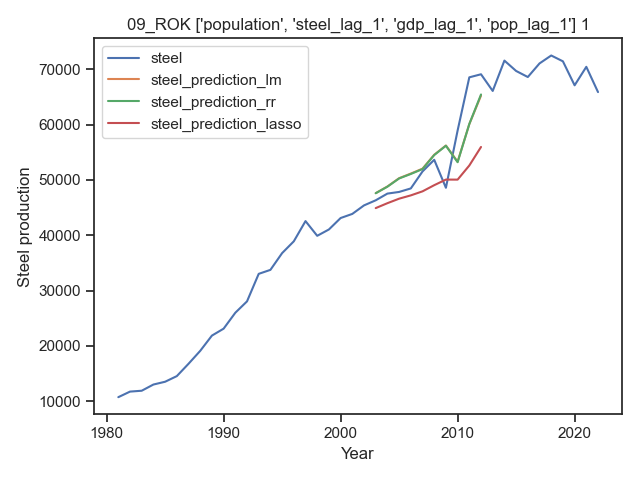 09_ROK ['population', 'steel_lag_1', 'gdp_lag_1', 'pop_lag_1'] 1
steel
steel_prediction_lm
steel_prediction_rr
steel_prediction_lasso
70000
60000
50000
40000
30000
20000
10000
Steel production
1980 1990 2000 2010 2020
Year